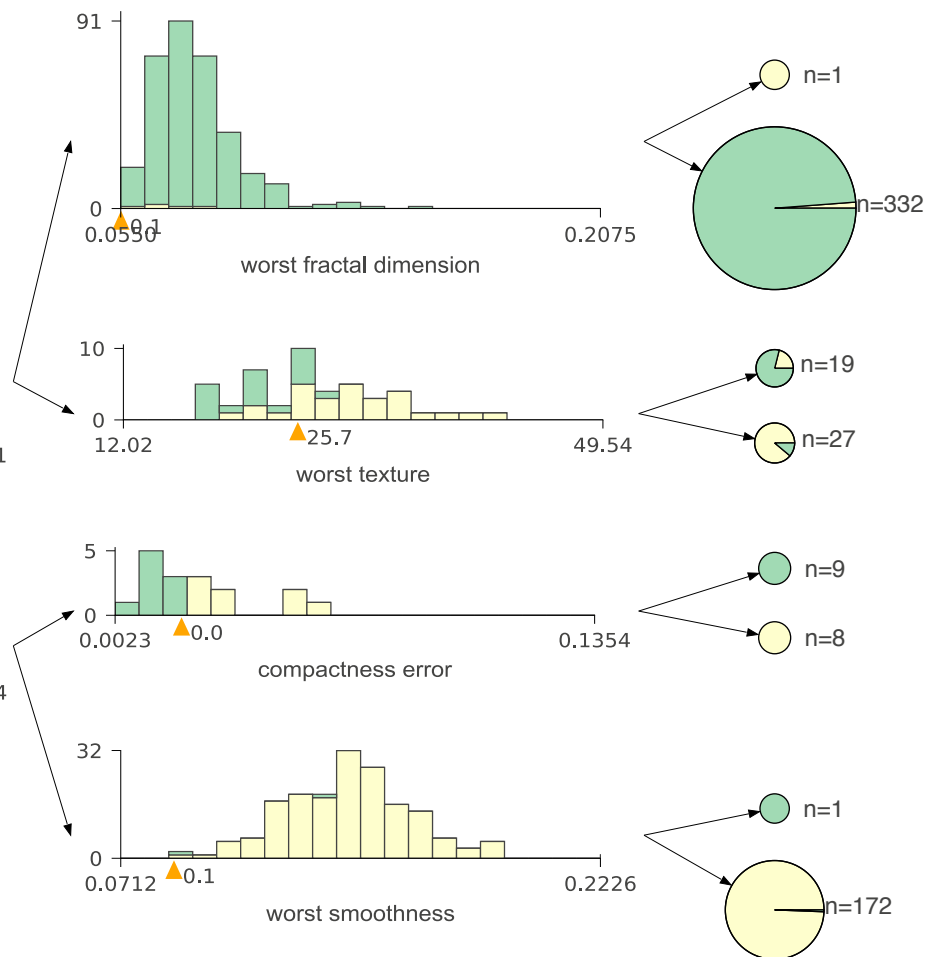 91
n=1
0
n=332
0.1
0.0550
0.2075
worst fractal dimension
10
n=19
0
25.7
n=27
12.02
49.54
1
worst texture
5
n=9
0
0.0
n=8
0.0023
0.1354
compactness error
4
32
n=1
0
0.1
0.0712
0.2226
n=172
worst smoothness